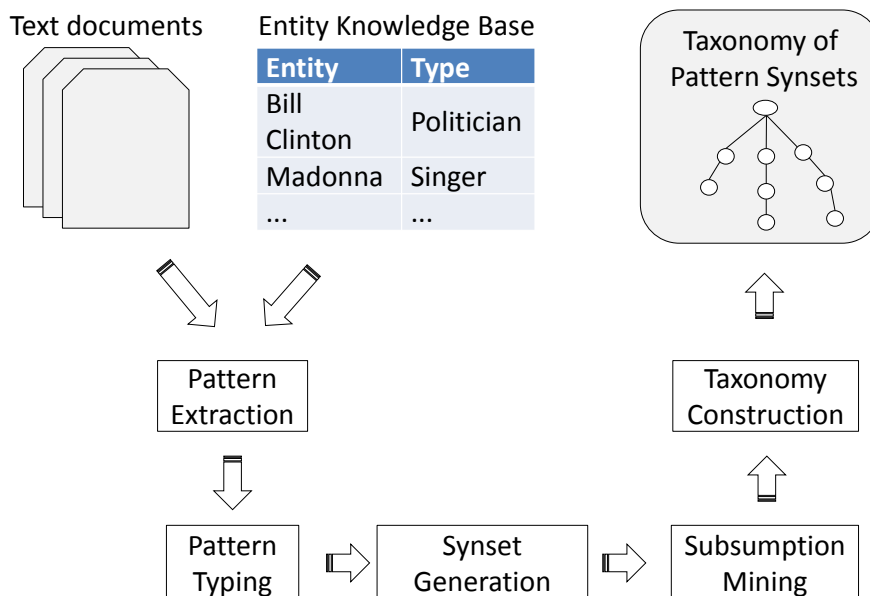 Text documents
Entity Knowledge Base
Entity Type
Bill
Clinton
Politician
Madonna Singer
... ...
Taxonomy of
Pattern Synsets
Pattern
Extraction
Taxonomy
Construction
Pattern
Typing
Synset
Generation
Subsumption
Mining